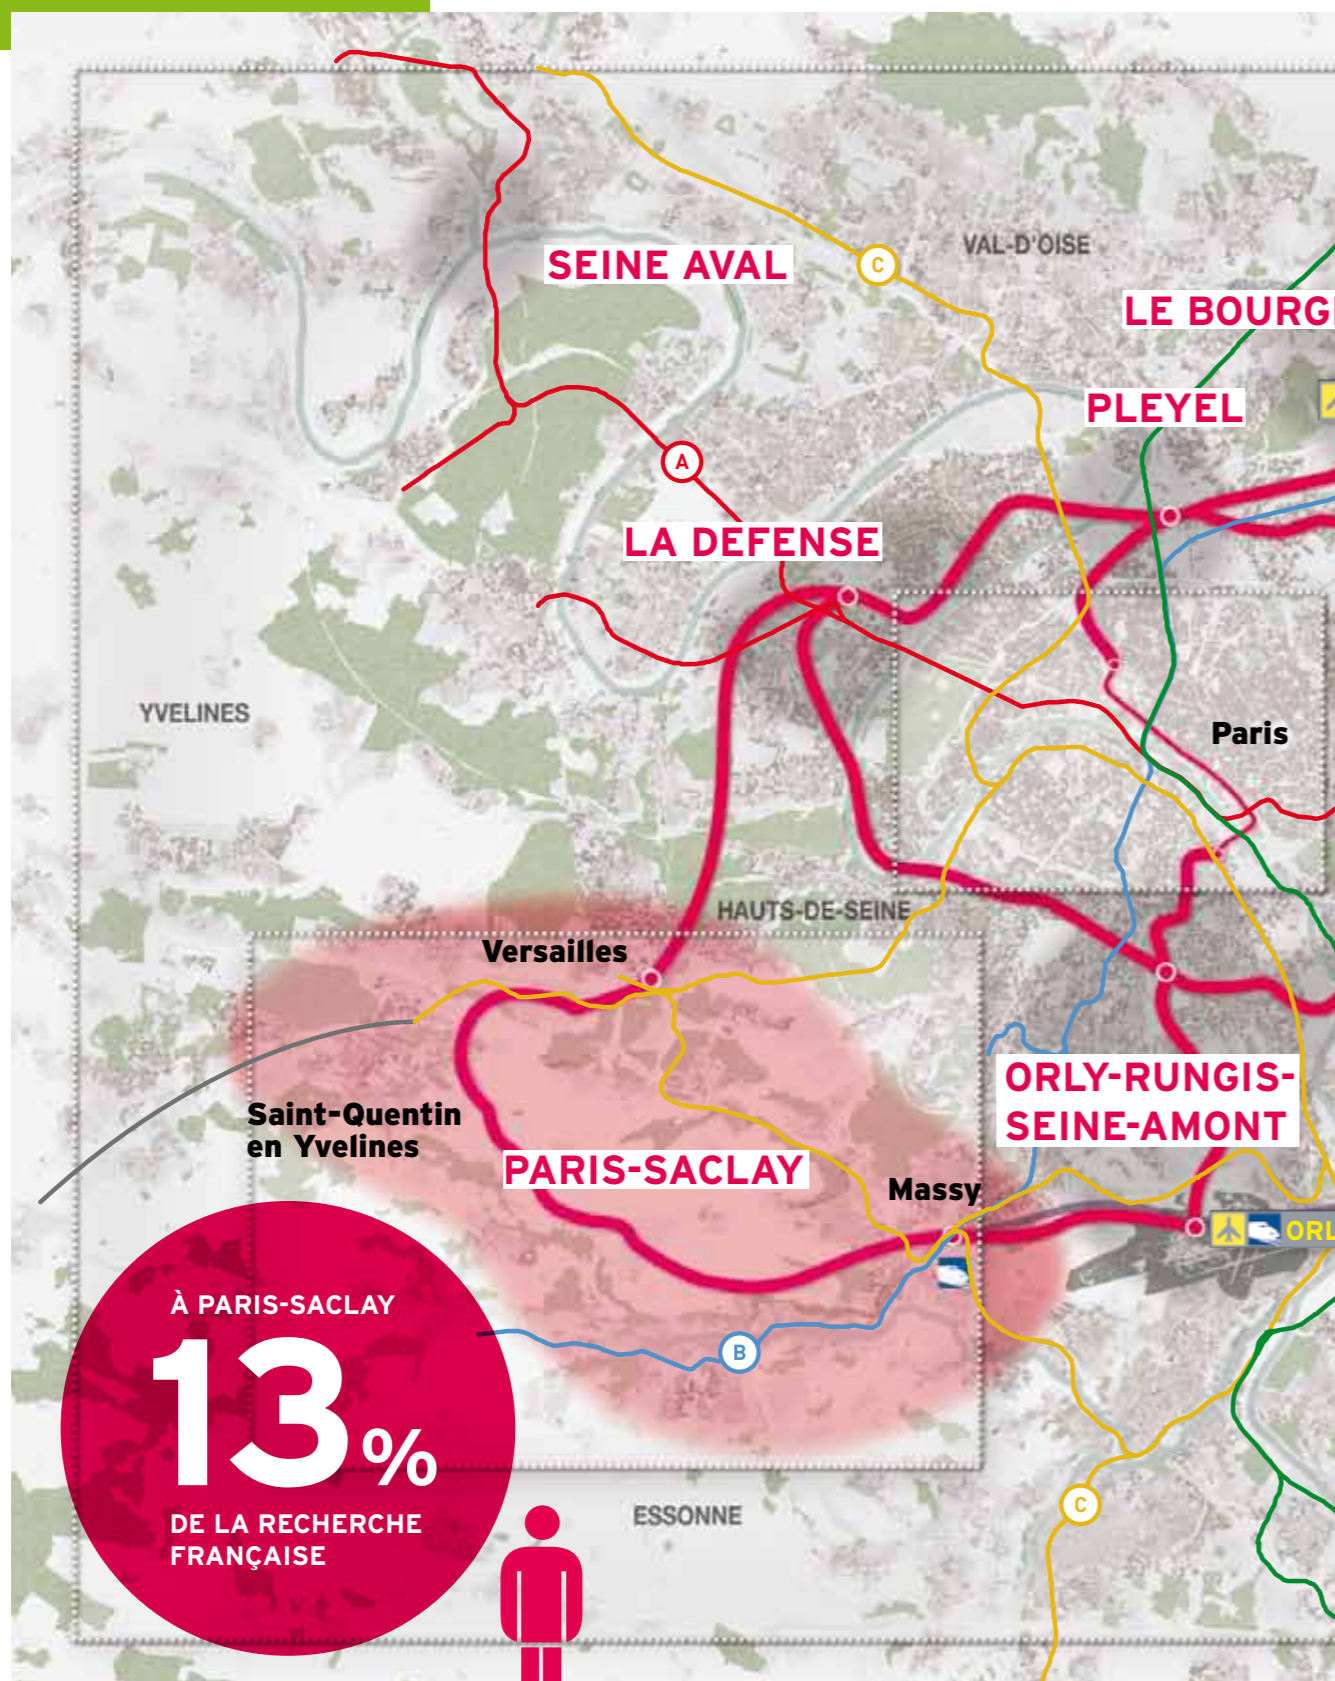 SEINE AVAL
C
VAL-D'OISE
LE BOURG
PLEYEL
A
LA DEFENSE
YVELINES
Paris
HAUTS-DE-SEINE
Versailles
ORLY-RUNGIS-
SEINE-AMONT
Saint-Quentin
en Yvelines
PARIS-SACLAY
Massy
ORL
À PARIS-SACLAY
13%
DE LA RECHERCHE
FRANÇAISE
B
C
ESSONNE